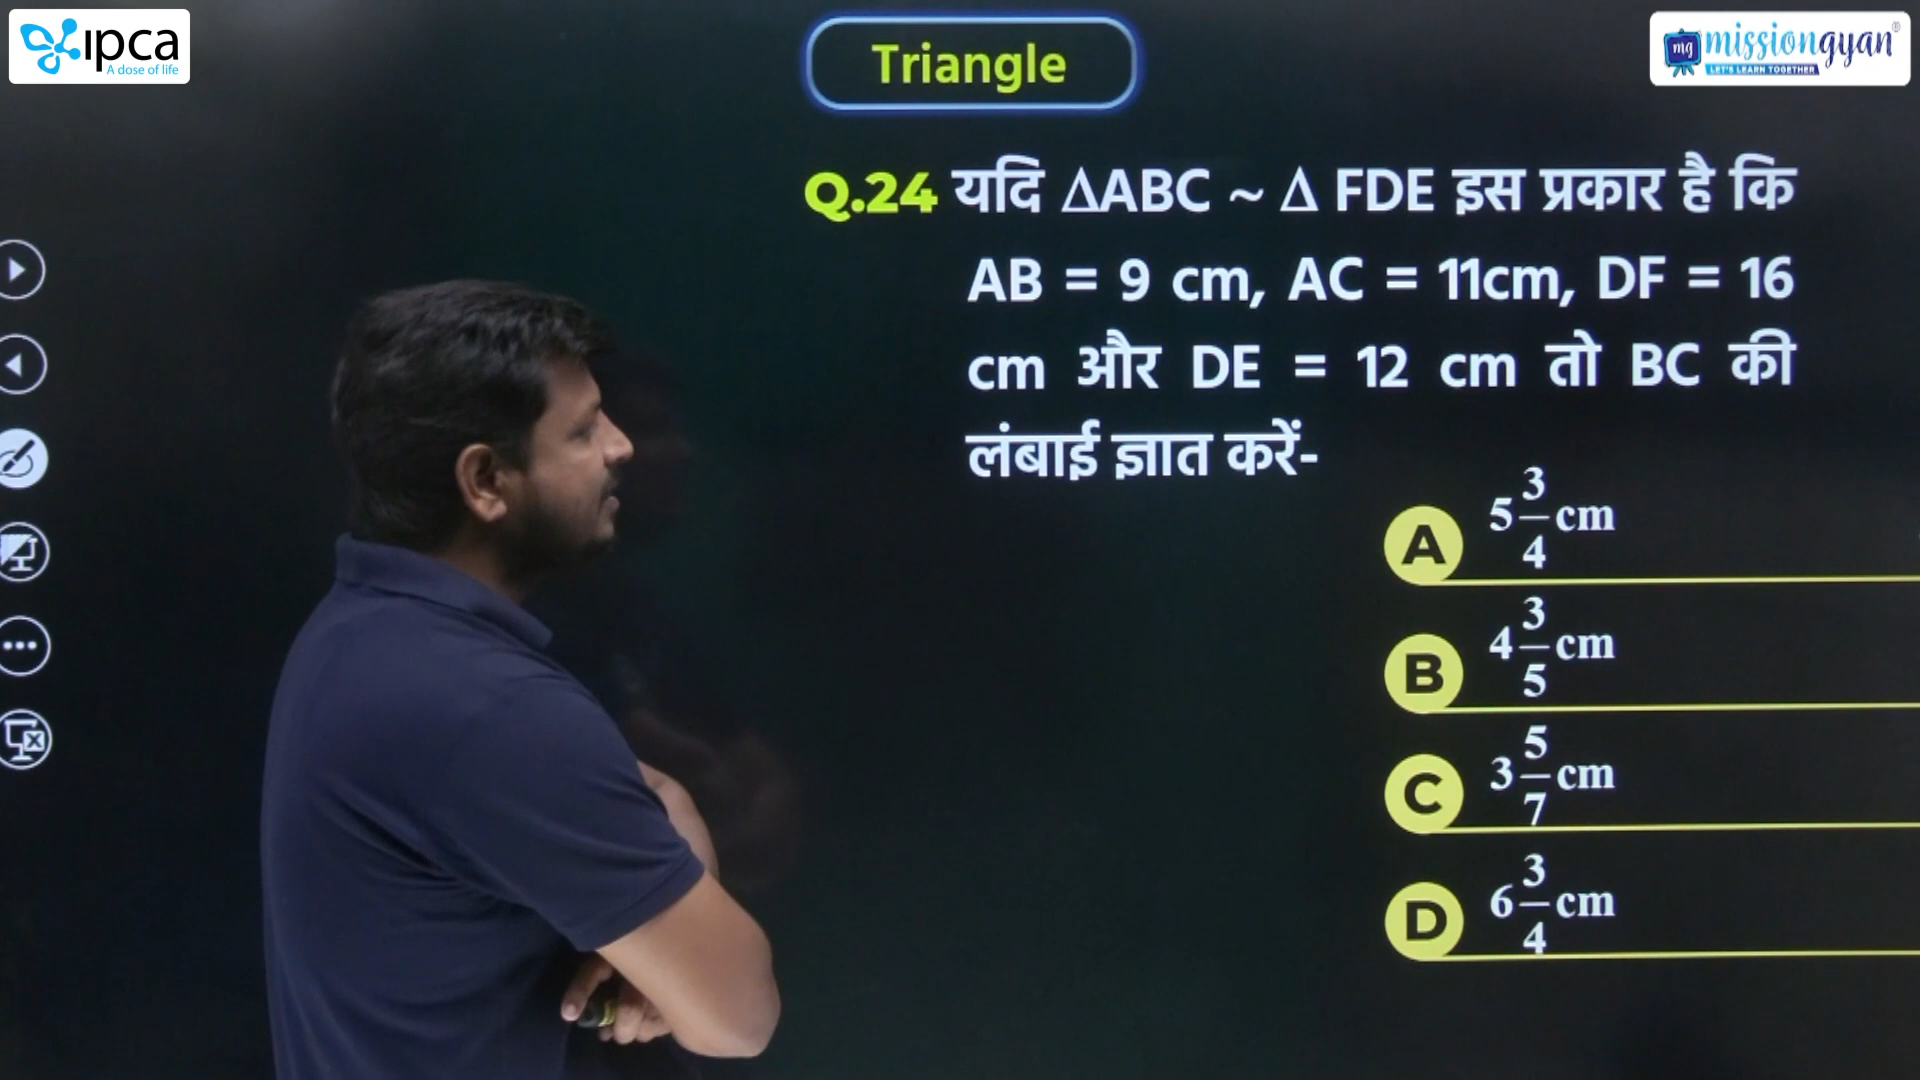 ipca
A dose of life
Triangle
mg missiongyan®
LET'S LEARN TOGETHER
Q.24 यदि ΔABC ~ Δ FDE इस प्रकार है कि
AB = 9 cm, AC = 11cm, DF = 16
cm और DE = 12 cm तो BC की
लंबाई ज्ञात करें-
A 5 3/4 cm
B 4 3/5 cm
C 3 5/7 cm
D 6 3/4 cm